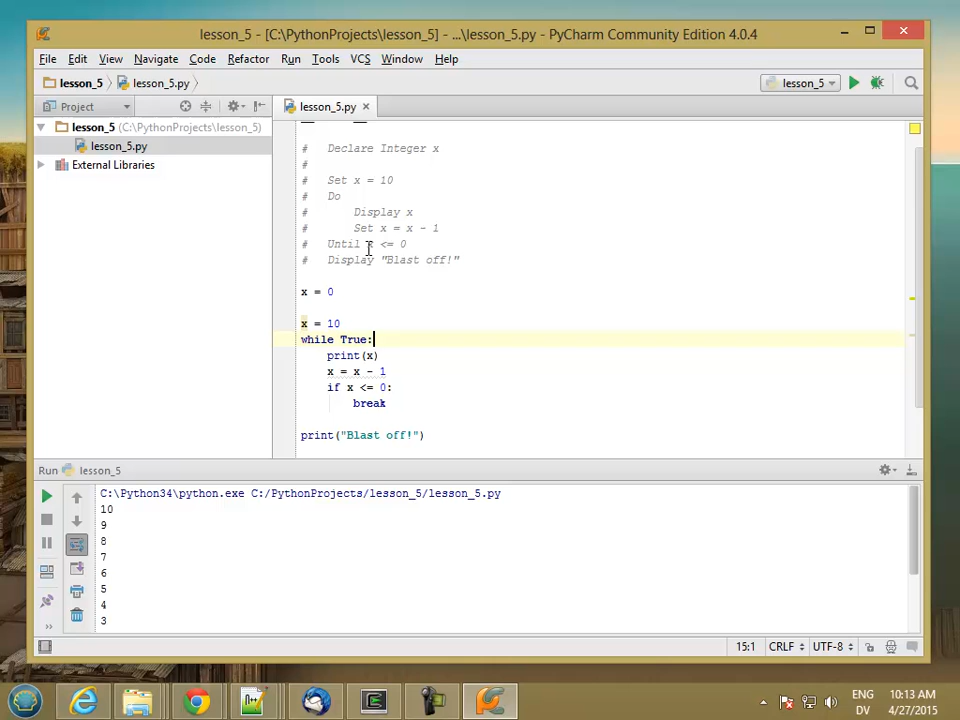 lesson_5 - [C:\PythonProjects\lesson_5] - ...\lesson_5.py - PyCharm Community Edition 4.0.4
File Edit View Navigate Code Refactor Run Tools VCS Window Help
lesson_5 lesson_5.py lesson_5
Project lesson_5.py
lesson_5 (C:\PythonProjects\lesson_5)
lesson_5.py
External Libraries
# Declare Integer x
#
# Set x = 10
# Do
# Display x
# Set x = x - 1
# Until x <= 0
# Display "Blast off!"
x = 0
x = 10
while True:
print(x)
x = x - 1
if x <= 0:
break
print("Blast off!")
Run lesson_5
C:\Python34\python.exe C:/PythonProjects/lesson_5/lesson_5.py
10
9
8
7
6
5
4
3
15:1 CRLF UTF-8
ENG 10:13 AM
DV 4/27/2015